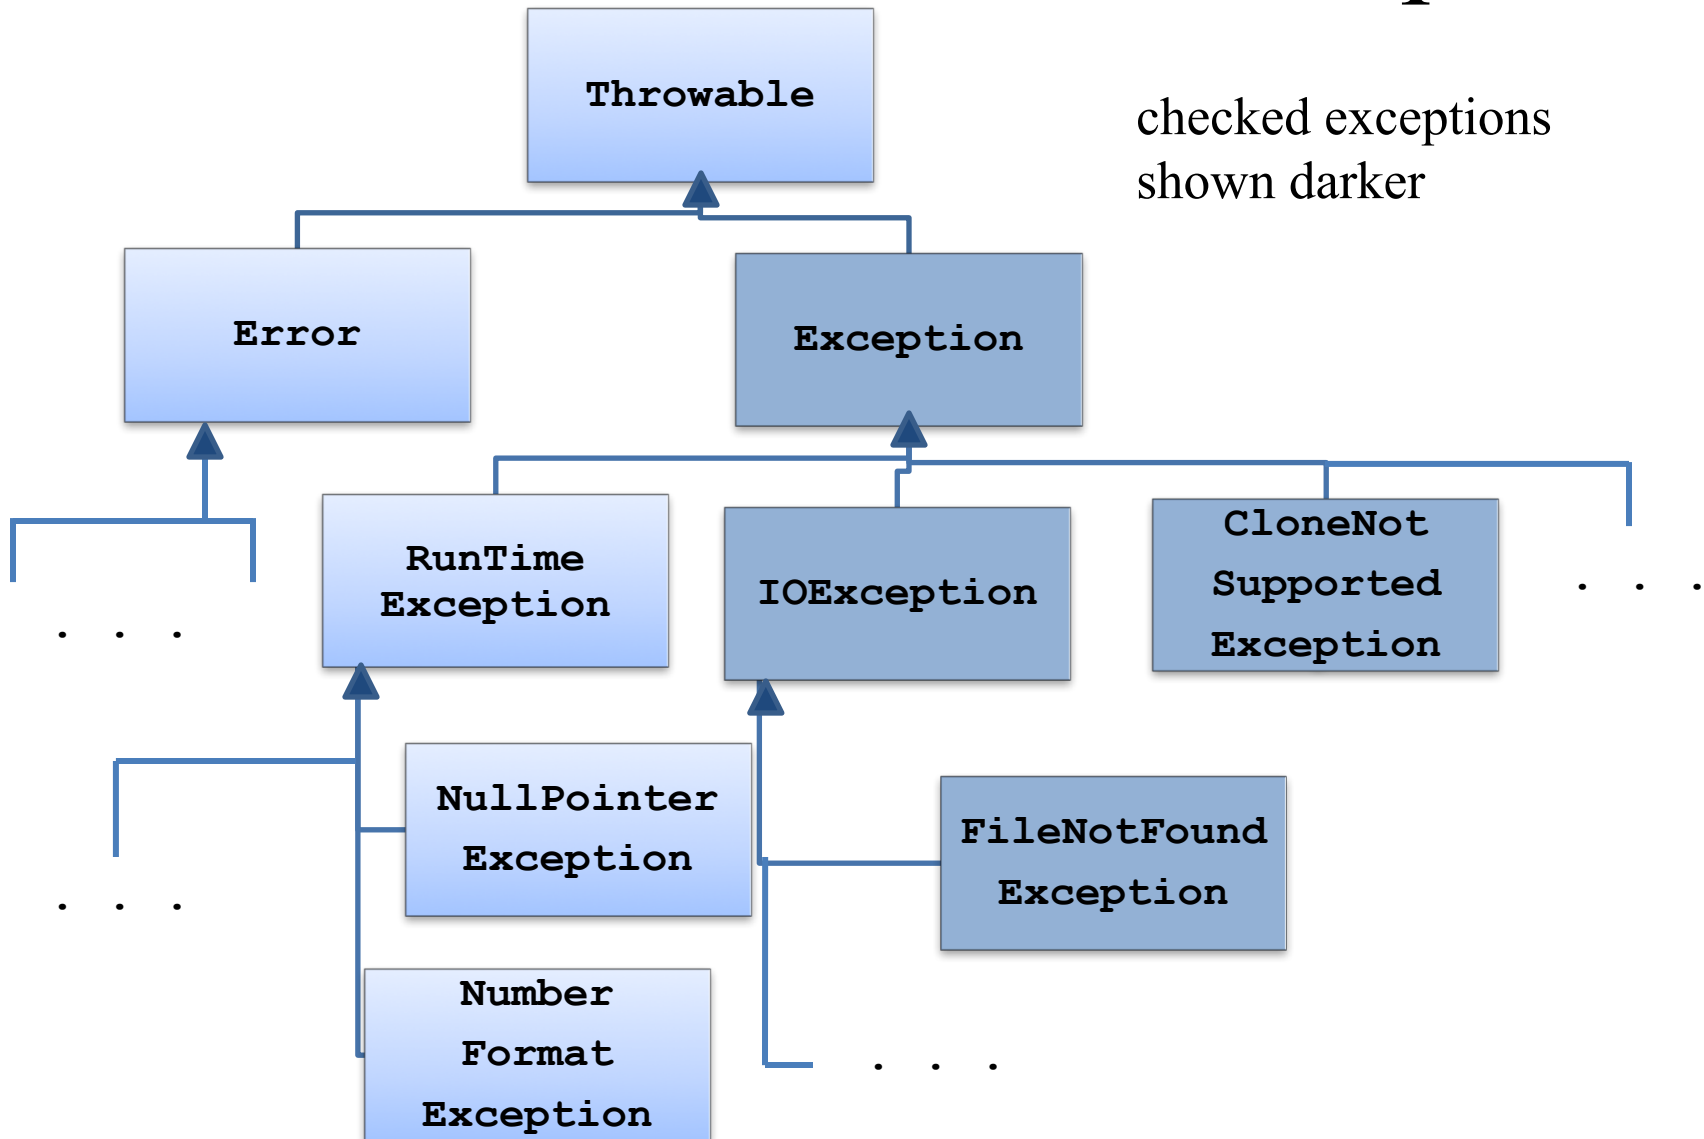 Throwable
checked exceptions
shown darker
Error
Exception
RunTime
Exception
IOException
CloneNot
Supported
Exception
. . .
. . .
NullPointer
Exception
FileNotFound
Exception
. . .
Number
Format
Exception
. . .